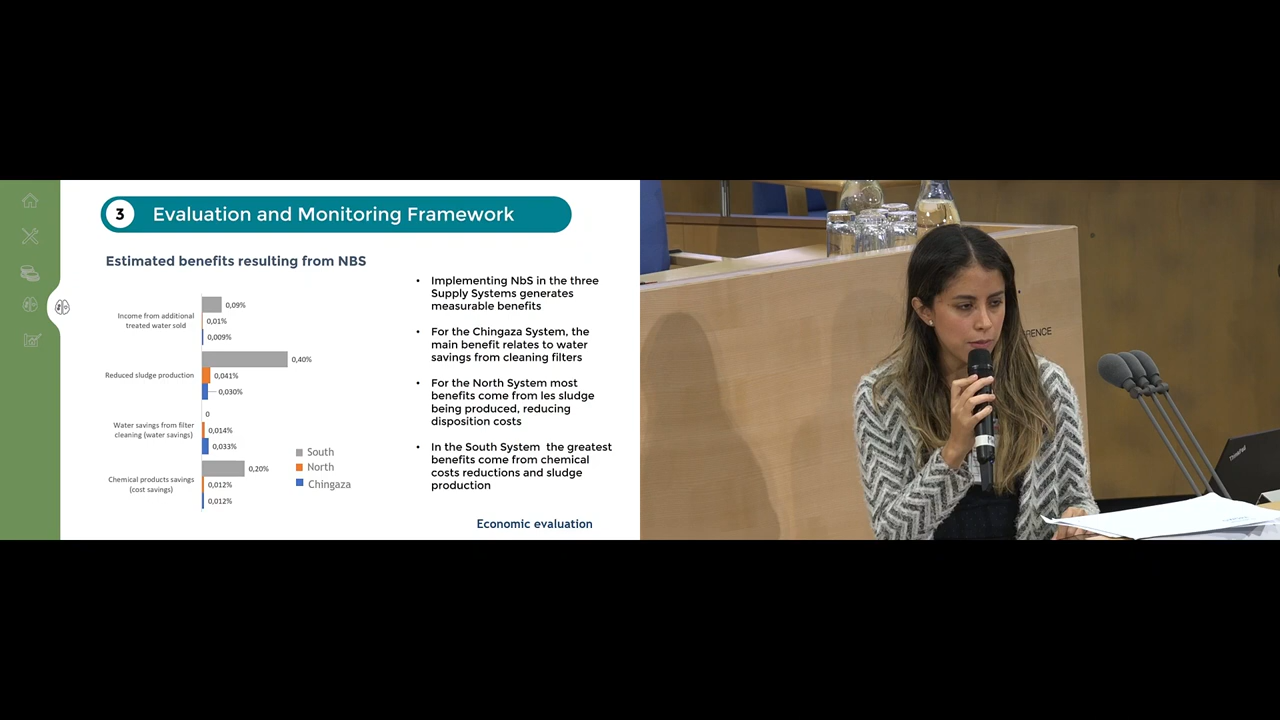 3
Evaluation and Monitoring Framework
Estimated benefits resulting from NBS
Income from additional
treated water sold
0,09%
0,01%
0,009%
Reduced sludge production
0,40%
0,041%
0,030%
Water savings from filter
cleaning (water savings)
0
0,014%
0,033%
Chemical products savings
(cost savings)
0,20%
0,012%
0,012%
South
North
Chingaza
• Implementing NbS in the three
Supply Systems generates
measurable benefits
• For the Chingaza System, the
main benefit relates to water
savings from cleaning filters
• For the North System most
benefits come from les sludge
being produced, reducing
disposition costs
• In the South System the greatest
benefits come from chemical
costs reductions and sludge
production
Economic evaluation
ThinkPad